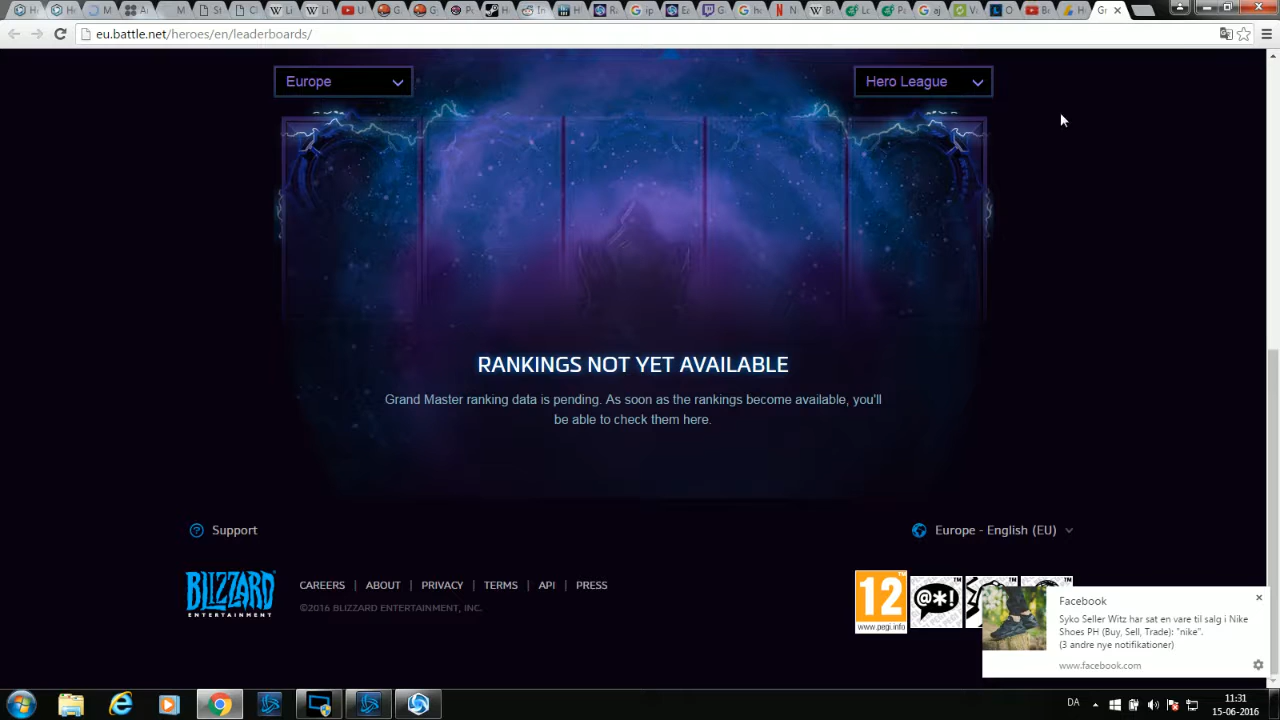 eu.battle.net/heroes/en/leaderboards/
Europe
Hero League
RANKINGS NOT YET AVAILABLE
Grand Master ranking data is pending. As soon as the rankings become available, you'll
be able to check them here.
Support
Europe - English (EU)
BLIZZARD
ENTERTAINMENT
CAREERS | ABOUT | PRIVACY | TERMS | API | PRESS
©2016 BLIZZARD ENTERTAINMENT, INC.
12
www.pegi.info
@*!
Facebook
Syko Seller Witz har sat en vare til salg i Nike
Shoes PH (Buy, Sell, Trade): "nike".
(3 andre nye notifikationer)
www.facebook.com
DA
11:31
15-06-2016